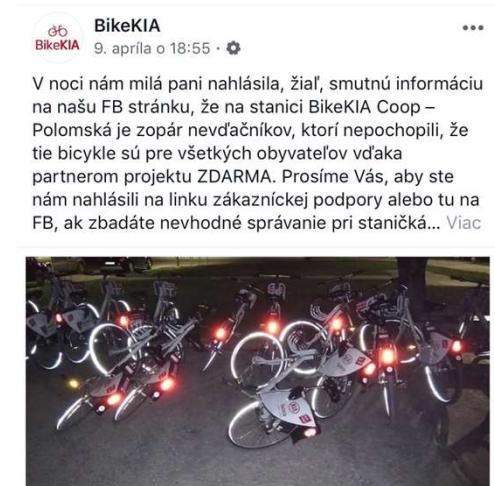 BikeKIA
BikeKIA
9. apríla o 18:55 ·
V noci nám milá pani nahlásila, žiaľ, smutnú informáciu
na našu FB stránku, že na stanici BikeKIA Coop –
Polomská je zopár nevďačníkov, ktorí nepochopili, že
tie bicykle sú pre všetkých obyvateľov vďaka
partnerom projektu ZDARMA. Prosíme Vás, aby ste
nám nahlásili na linku zákazníckej podpory alebo tu na
FB, ak zbadáte nevhodné správanie pri staničká... Viac